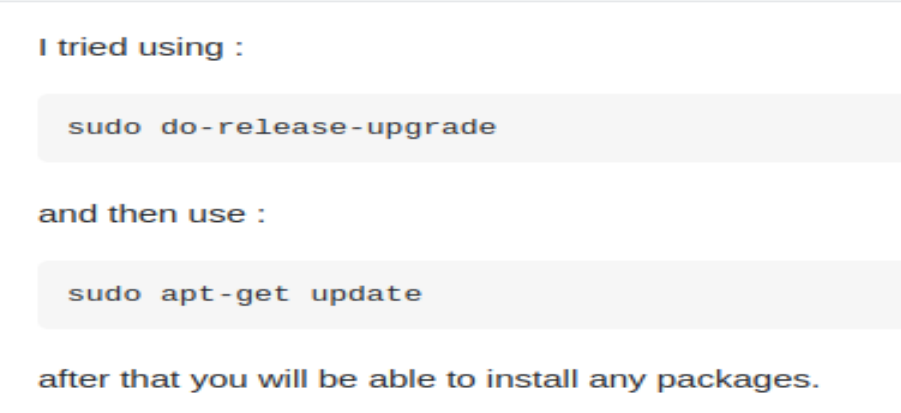 I tried using :
sudo do-release-upgrade
and then use :
sudo apt-get update
after that you will be able to install any packages.